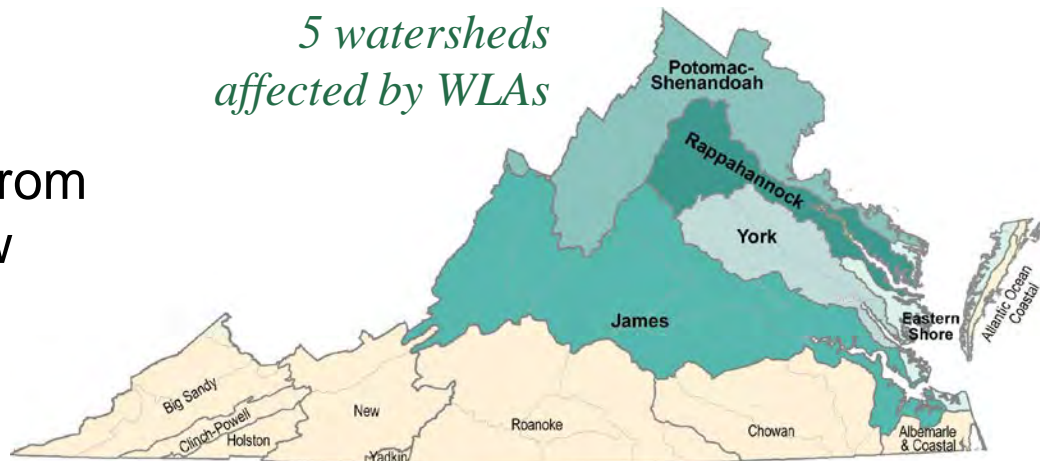 5 watersheds
affected by WLAs
rom
Potomac-
Shenandoah
Rappahannock
York
James
Eastern
Shore
Atlantic Ocean
Coastal
Big Sandy
Clinch-Powell
Holston
New
Yadkin
Roanoke
Chowan
Albemarle
& Coastal